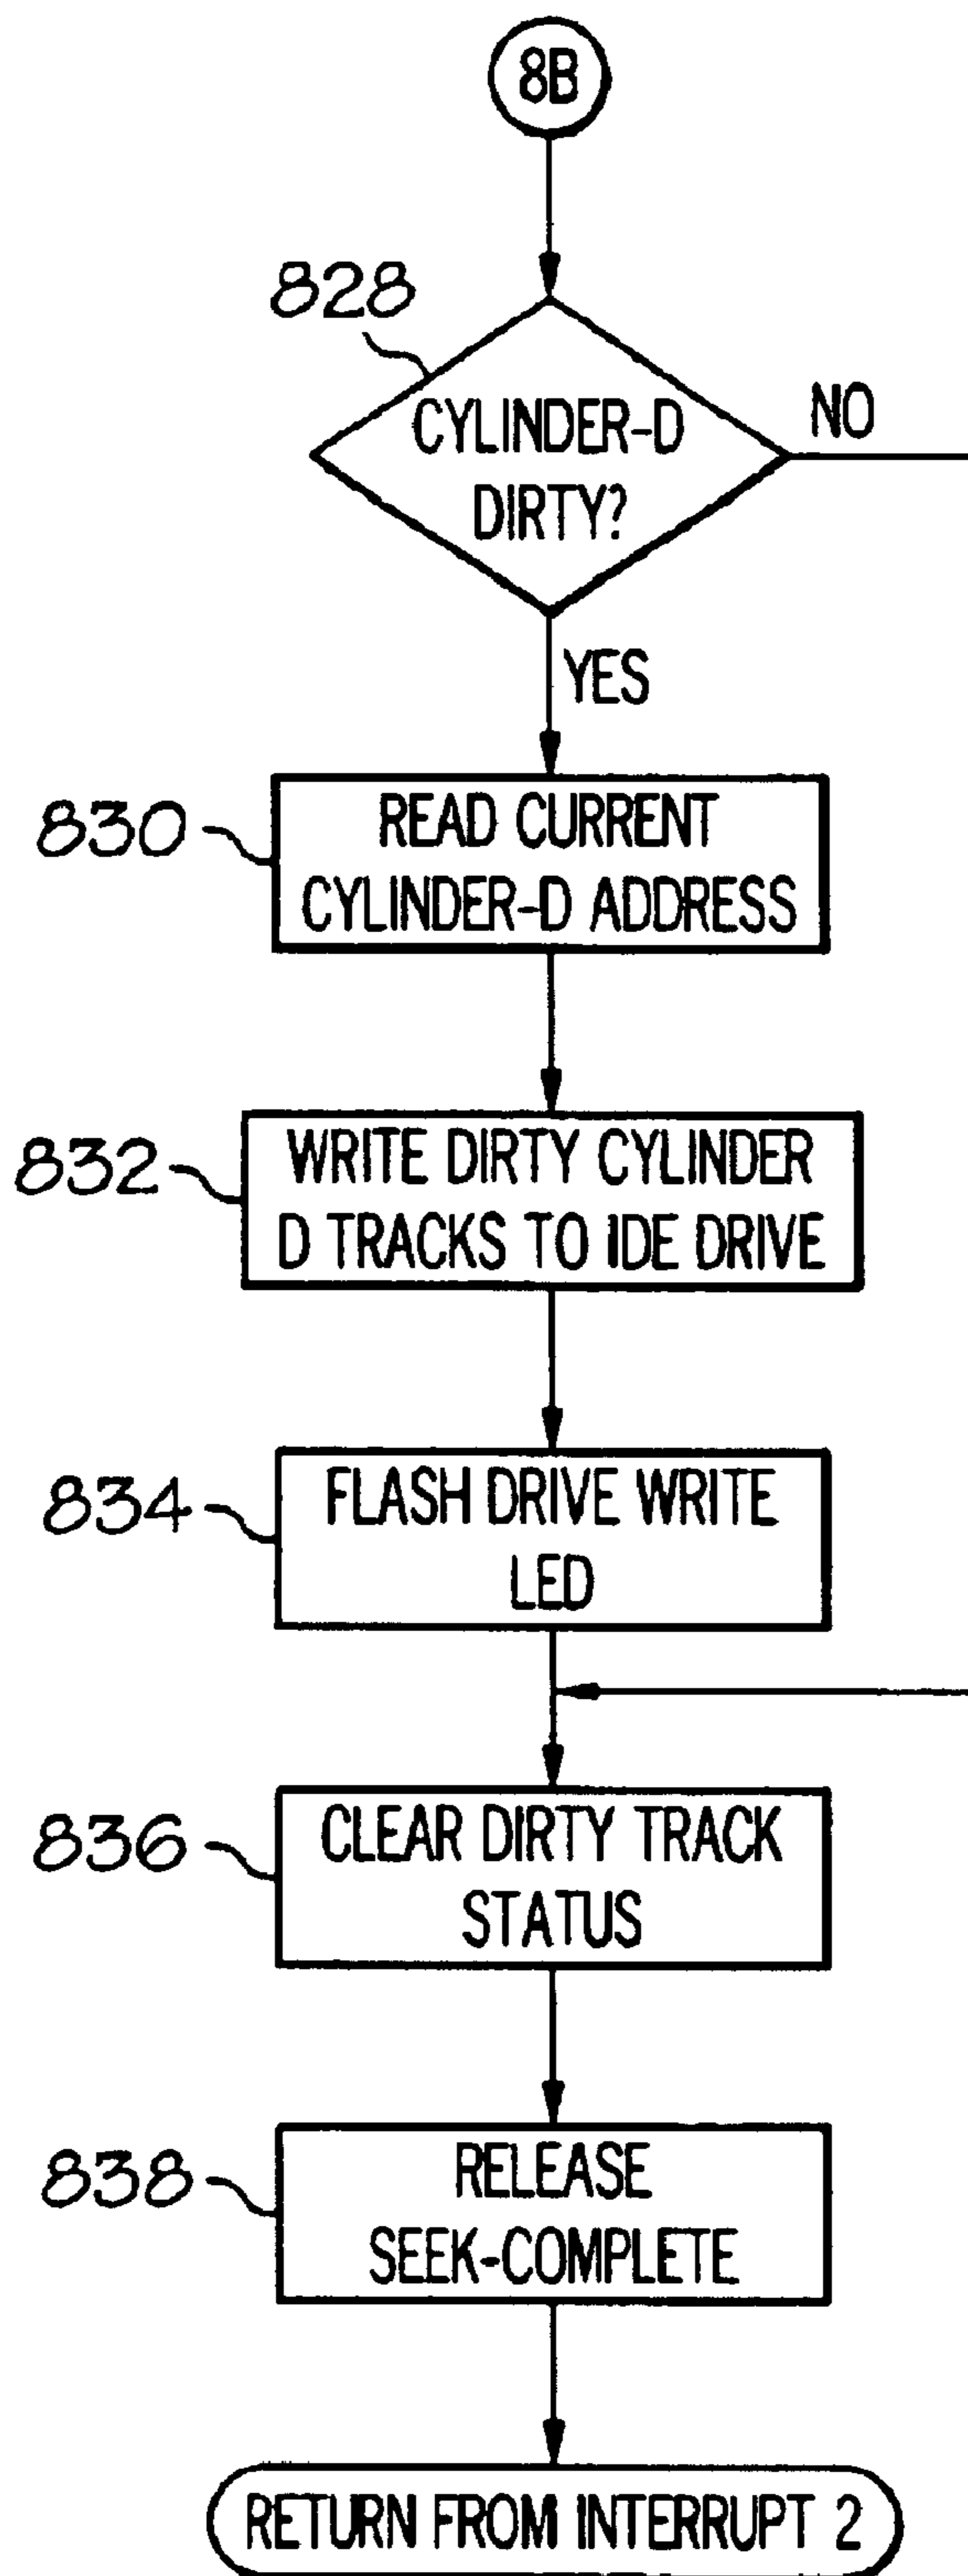 8B
828
CYLINDER-D
DIRTY?
NO
YES
830
READ CURRENT
CYLINDER-D ADDRESS
832
WRITE DIRTY CYLINDER
D TRACKS TO IDE DRIVE
834
FLASH DRIVE WRITE
LED
836
CLEAR DIRTY TRACK
STATUS
838
RELEASE
SEEK-COMPLETE
RETURN FROM INTERRUPT 2